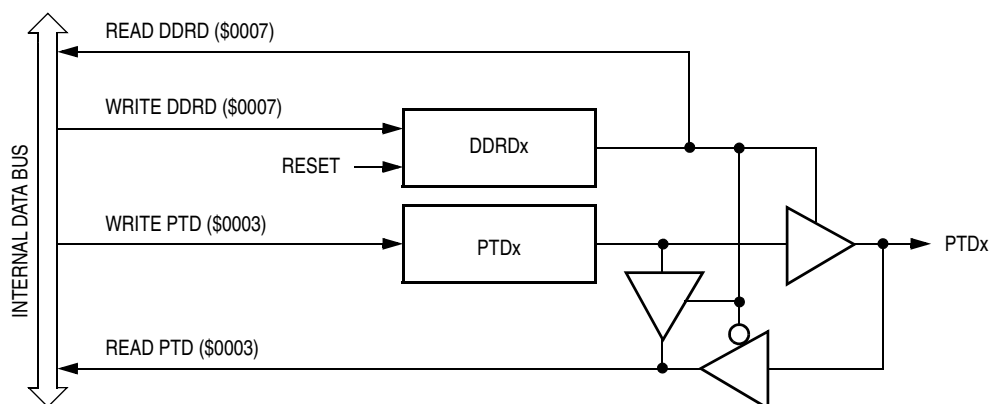 READ DDRD ($0007)
WRITE DDRD ($0007)
DDRDx
RESET
INTERNAL DATA BUS
WRITE PTD ($0003)
PTDx
PTDx
READ PTD ($0003)